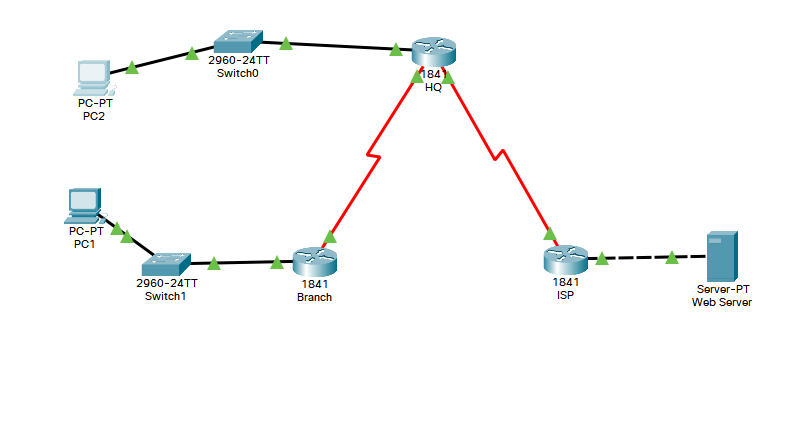 2960-24TT
Switch0
1841
HQ
PC-PT
PC2
PC-PT
PC1
2960-24TT
Switch1
1841
Branch
1841
ISP
Server-PT
Web Server